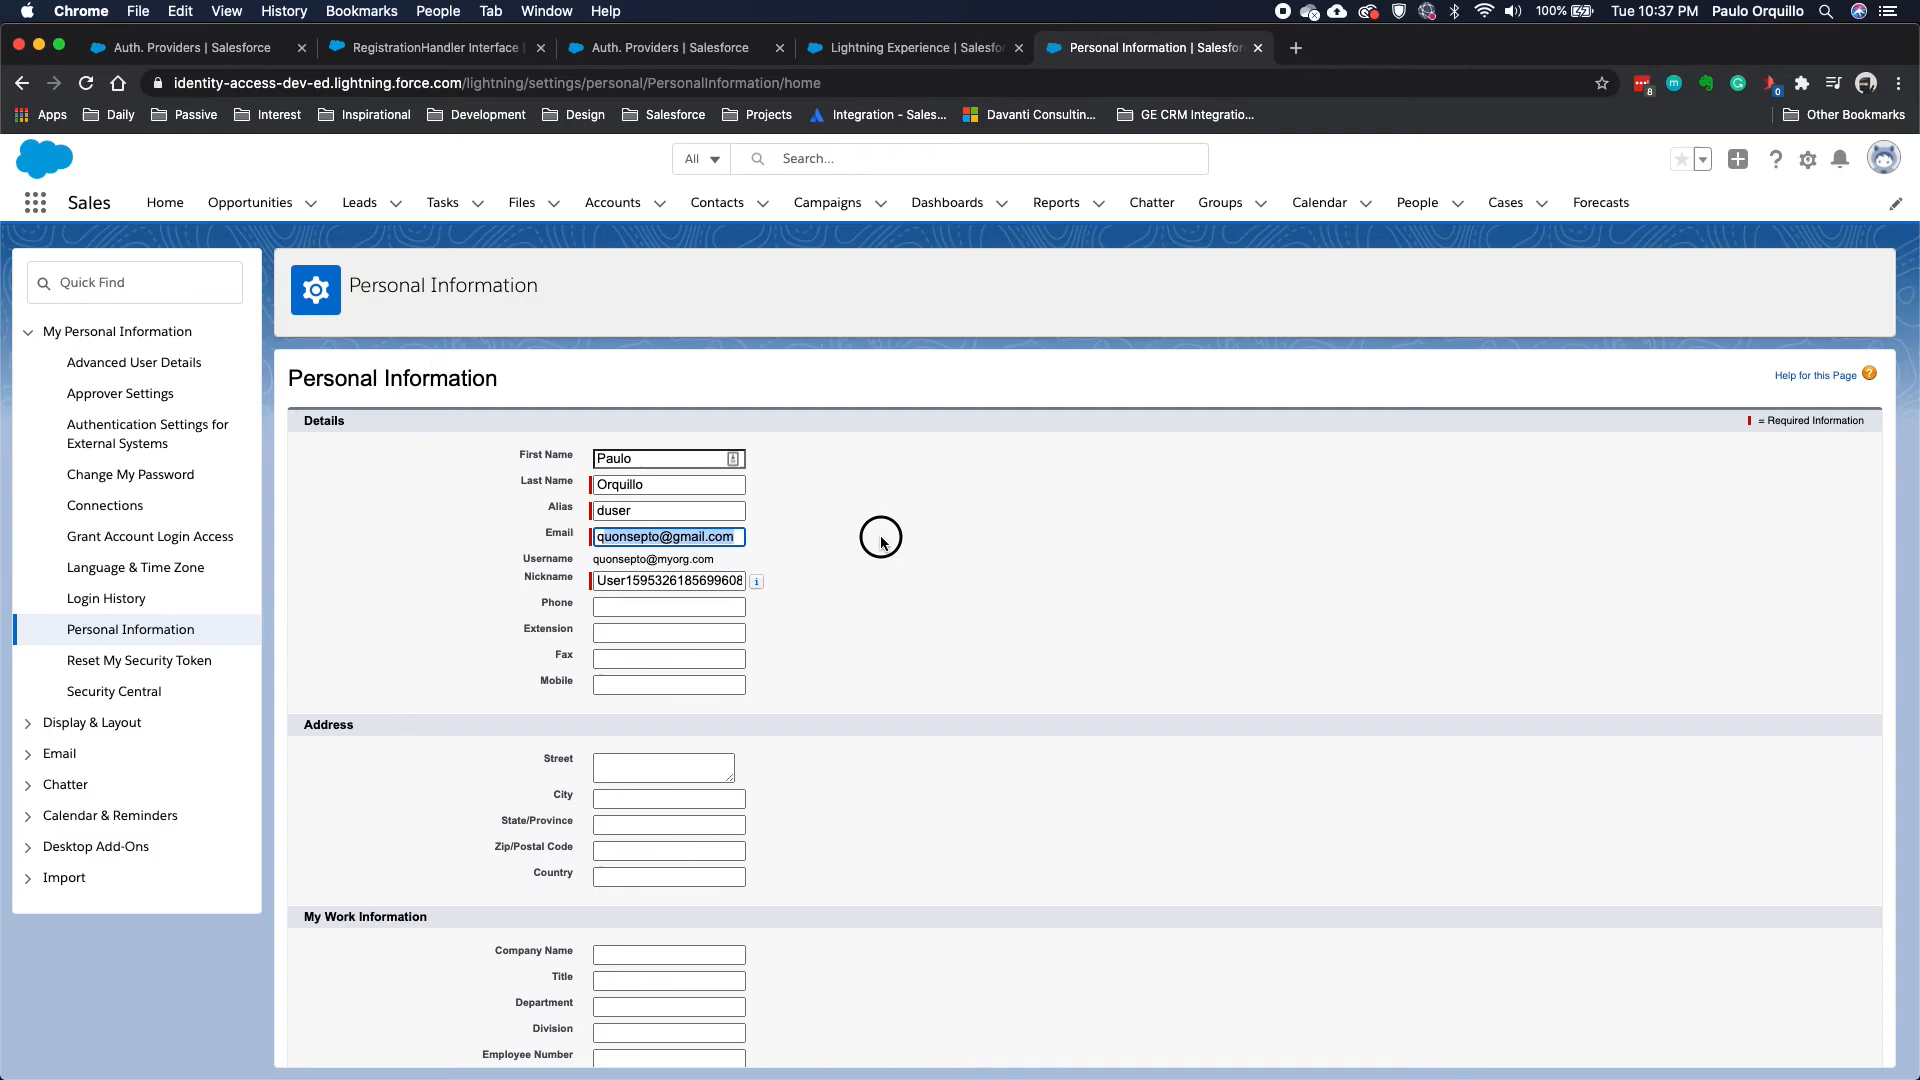 Chrome File Edit View History Bookmarks People Tab Window Help 100% Tue 10:37 PM Paulo Orquillo
Auth. Providers | Salesforce RegistrationHandler Interface Auth. Providers | Salesforce Lightning Experience | Salesfo Personal Information | Salesfor
identity-access-dev-ed.lightning.force.com/lightning/settings/personal/PersonalInformation/home 8 0
Apps Daily Passive Interest Inspirational Development Design Salesforce Projects Integration - Sales... Davanti Consultin... GE CRM Integratio... Other Bookmarks
All Search...
Sales Home Opportunities Leads Tasks Files Accounts Contacts Campaigns Dashboards Reports Chatter Groups Calendar People Cases Forecasts
Quick Find
My Personal Information
Advanced User Details
Approver Settings
Authentication Settings for
External Systems
Change My Password
Connections
Grant Account Login Access
Language & Time Zone
Login History
Personal Information
Reset My Security Token
Security Central
Display & Layout
Email
Chatter
Calendar & Reminders
Desktop Add-Ons
Import
Personal Information
Personal Information
Help for this Page ?
Details
= Required Information
First Name Paulo
Last Name Orquillo
Alias duser
Email quonsepto@gmail.com
Username quonsepto@myorg.com
Nickname User1595326185699608 i
Phone
Extension
Fax
Mobile
Address
Street
City
State/Province
Zip/Postal Code
Country
My Work Information
Company Name
Title
Department
Division
Employee Number